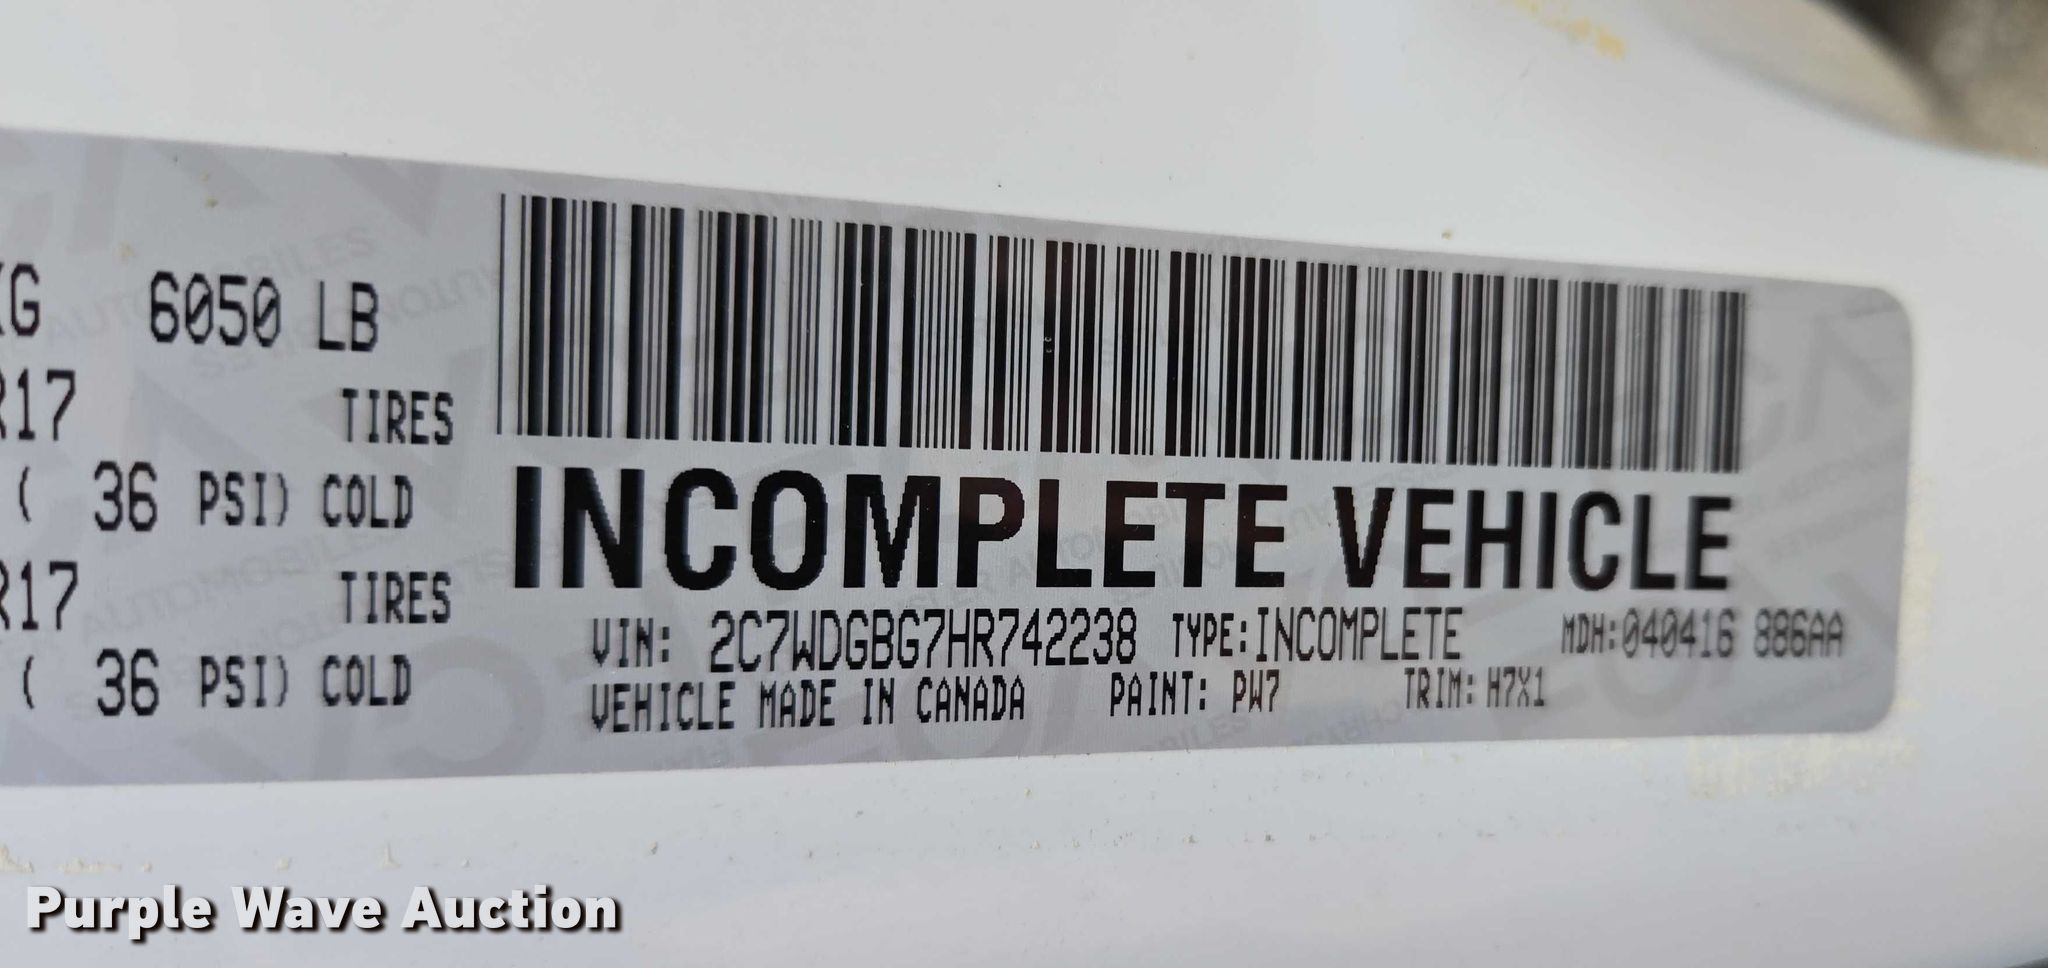 6050 LB
R17 TIRES
( 36 PSI) COLD
R17 TIRES
( 36 PSI) COLD
INCOMPLETE VEHICLE
VIN: 2C7WDGBG7HR742238 TYPE:INCOMPLETE MDH:040416 886AA
VEHICLE MADE IN CANADA PAINT: PW7 TRIM: H7X1
Purple Wave Auction